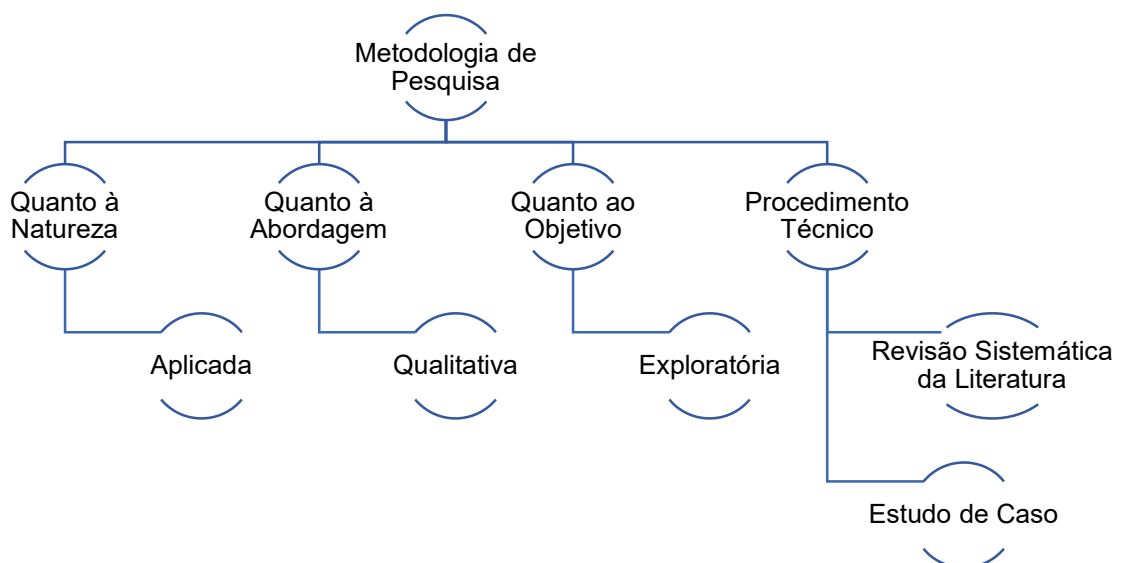 Metodologia de
Pesquisa
Quanto à
Natureza
Quanto à
Abordagem
Quanto ao
Objetivo
Procedimento
Técnico
Aplicada
Qualitativa
Exploratória
Revisão Sistemática
da Literatura
Estudo de Caso